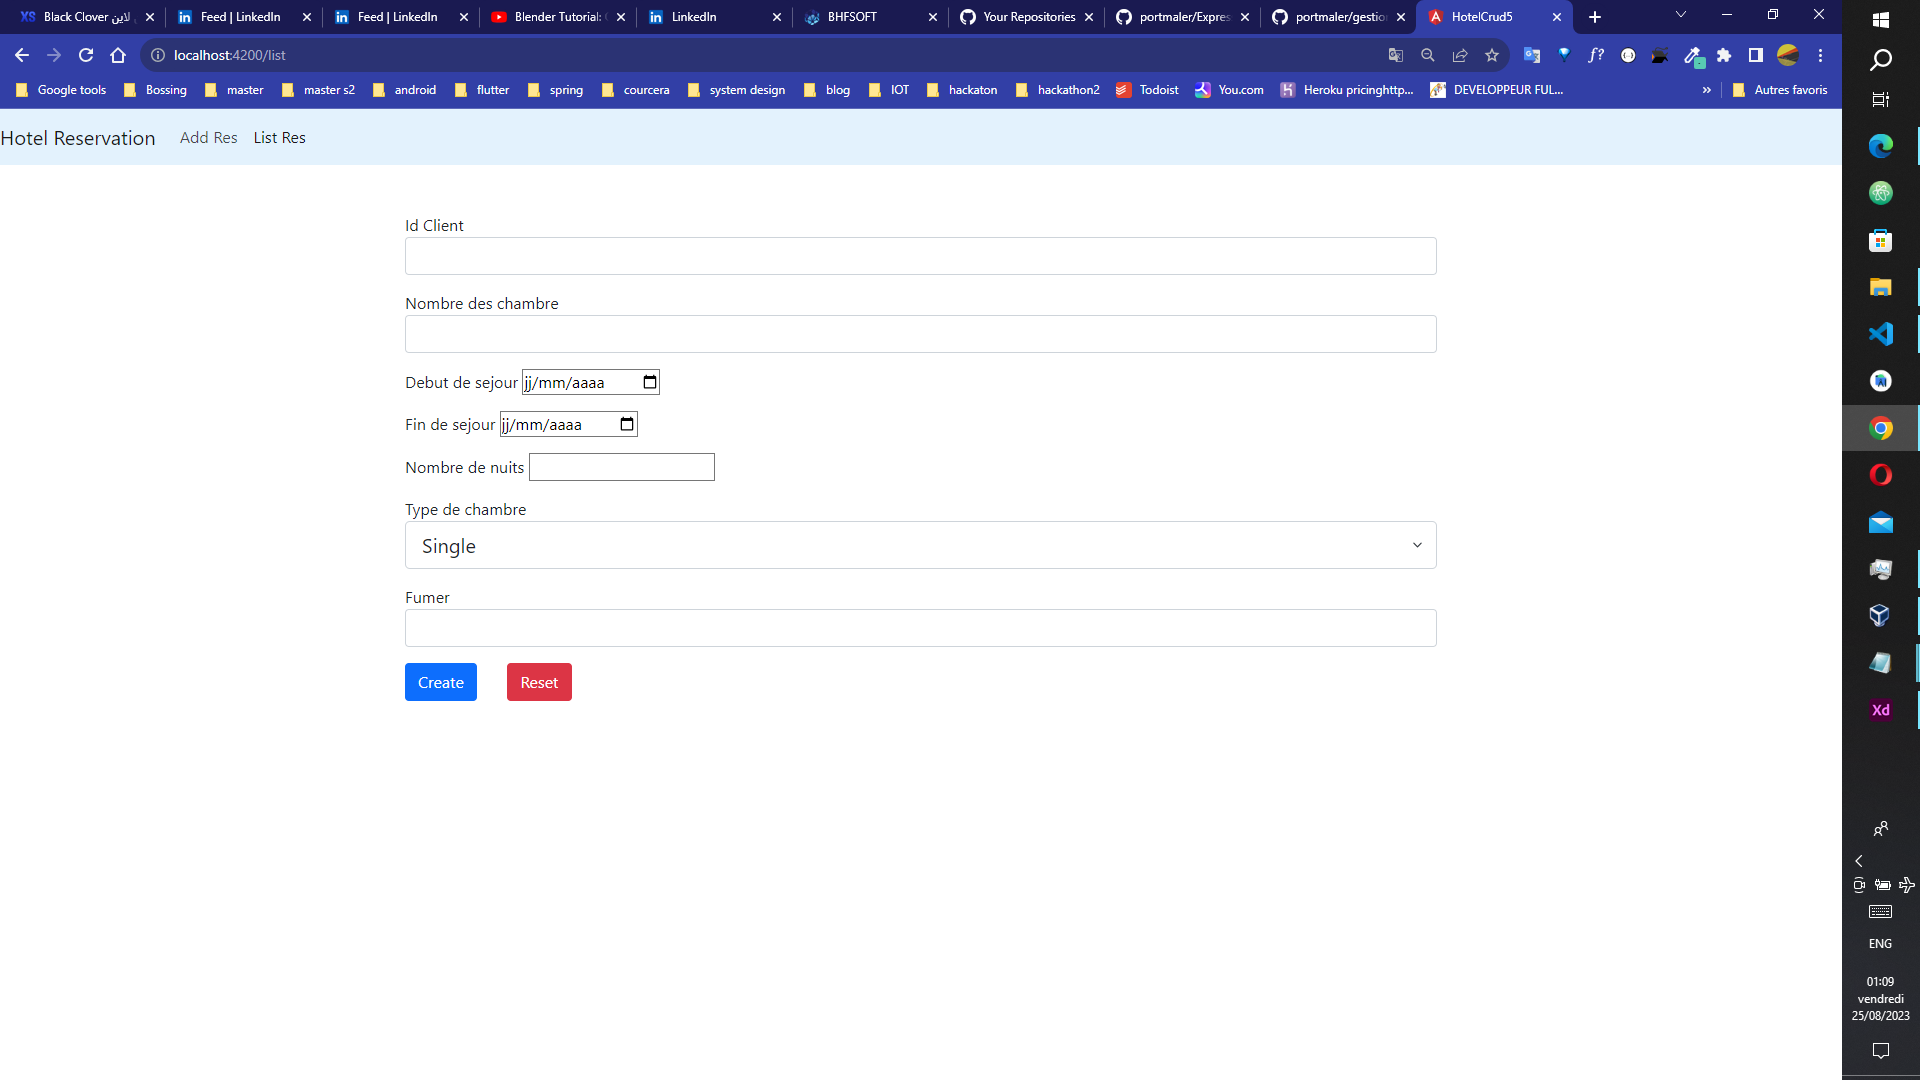 Black Clover
Feed | LinkedIn
Feed | LinkedIn
Blender Tutorial:
LinkedIn
BHFSOFT
Your Repositories
portmaler/Expres
portmaler/gestion
HotelCrud5
localhost:4200/list
Google tools
Bossing
master
master s2
android
flutter
spring
courcera
system design
blog
IOT
hackaton
hackathon2
Todoist
You.com
Heroku pricinghttp...
DEVELOPPEUR FUL...
»
Autres favoris
Hotel Reservation
Add Res
List Res
Id Client
Nombre des chambre
Debut de sejour jj/mm/aaaa
Fin de sejour jj/mm/aaaa
Nombre de nuits
Type de chambre
Single
Fumer
Create
Reset
Xd
ENG
01:09
vendredi
25/08/2023